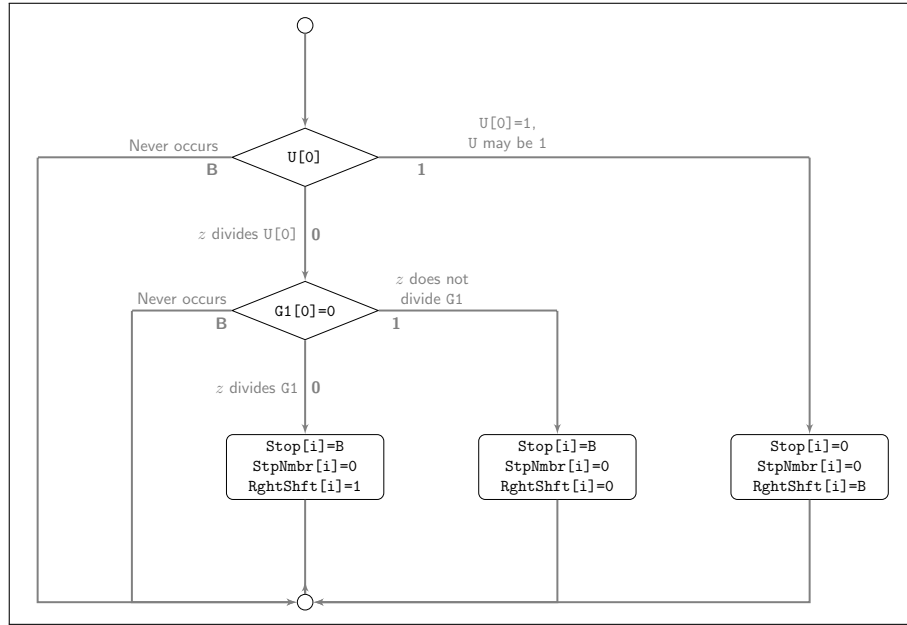 U[0]=1,
U may be 1
Never occurs
U[0]
B
1
z divides U[0]
0
z does not
divide G1
Never occurs
G1[0]=0
B
1
z divides G1
0
Stop[i]=B
StpNmbr[i]=0
RghtShft[i]=1
Stop[i]=B
StpNmbr[i]=0
RghtShft[i]=0
Stop[i]=0
StpNmbr[i]=0
RghtShft[i]=B